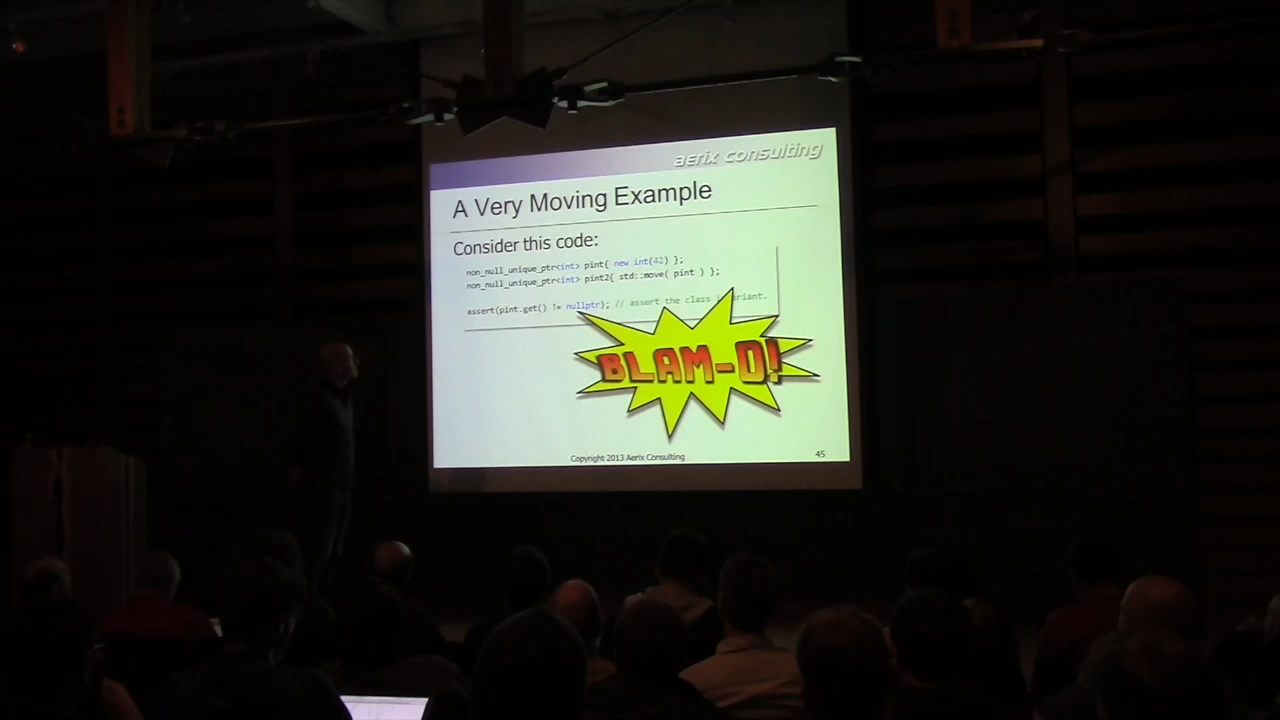 aerix consulting
A Very Moving Example
Consider this code:
non_null_unique_ptr<int> pint{ new int(42) };
non_null_unique_ptr<int> pint2{ std::move( pint ) };
assert(pint.get() != nullptr); // assert the class i riant.
BLAM-O!
Copyright 2013 Aerix Consulting
45